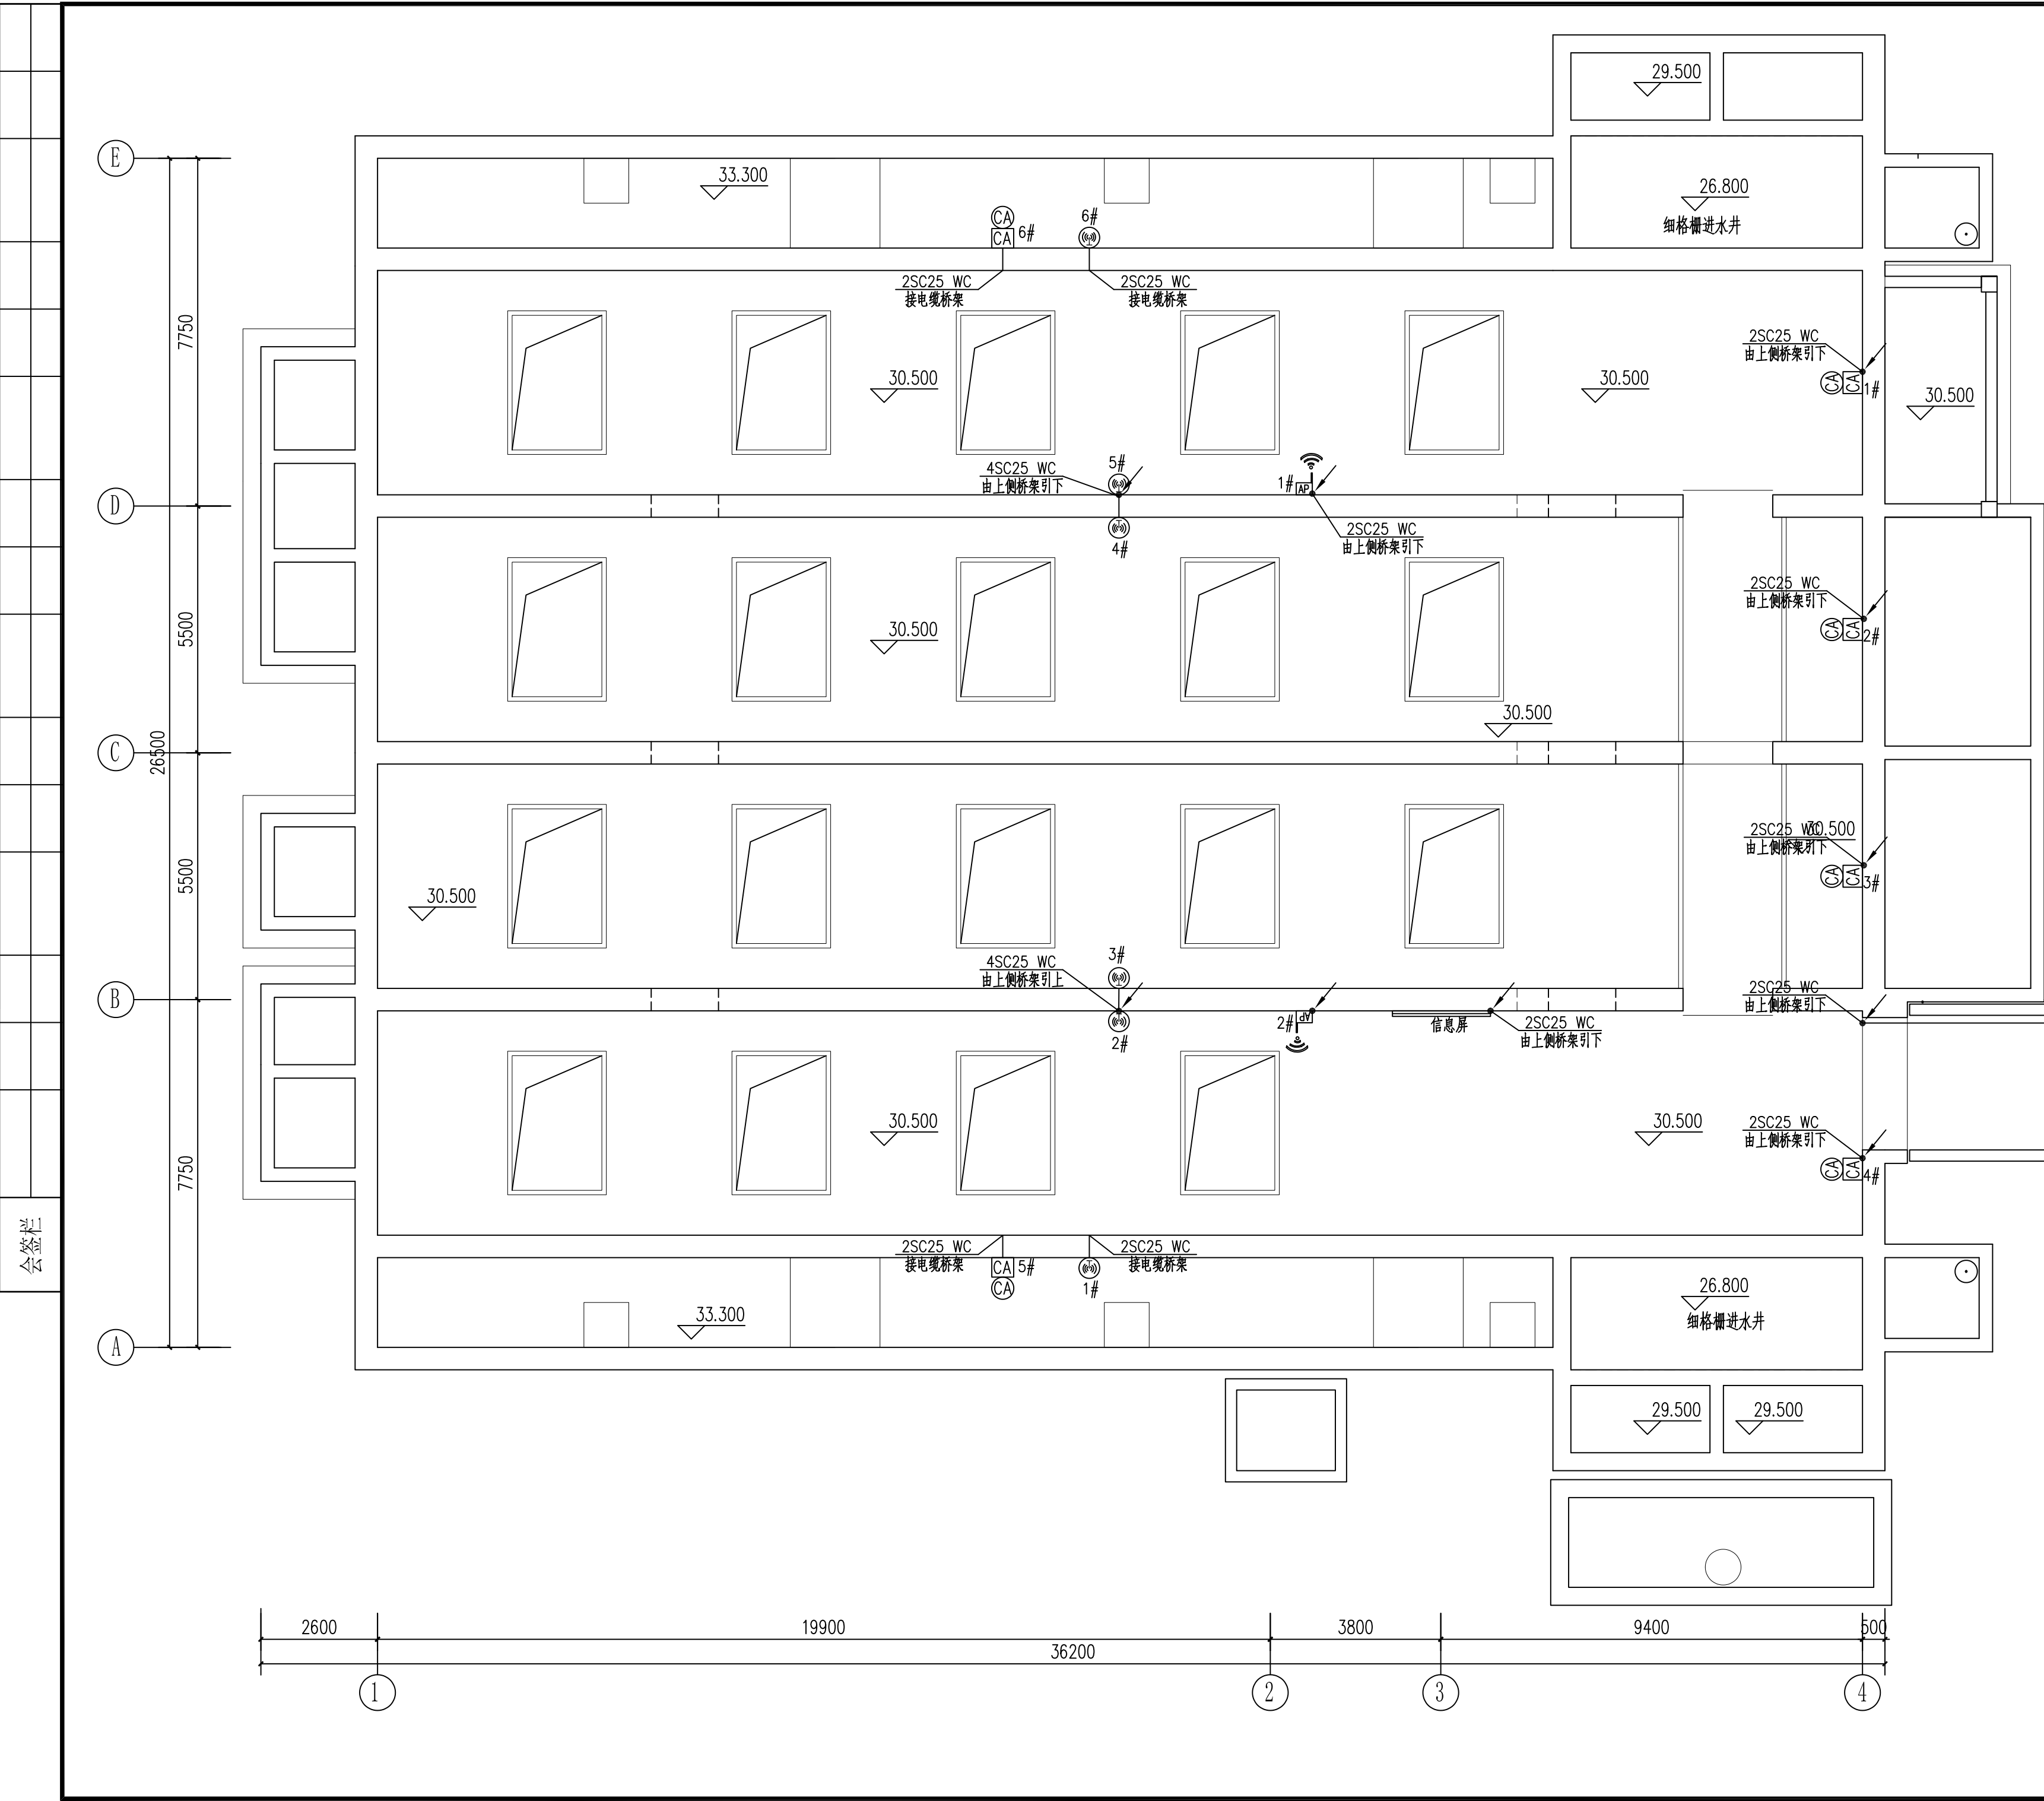 29.500
E
33.300
26.800
细格栅进水井
CA
CA
6#
6#
2SC25 WC
接电缆桥架
2SC25 WC
接电缆桥架
7750
2SC25 WC
由上侧桥架引下
CA
CA
1#
30.500
30.500
30.500
D
4SC25 WC
由上侧桥架引下
5#
4#
1#
AP
2SC25 WC
由上侧桥架引下
5500
30.500
2SC25 WC
由上侧桥架引下
CA
CA
2#
30.500
C
26500
5500
30.500
2SC25 WC
由上侧桥架引下
30.500
CA
CA
3#
B
4SC25 WC
由上侧桥架引上
3#
2#
2#
AP
信息屏
2SC25 WC
由上侧桥架引下
2SC25 WC
由上侧桥架引下
7750
30.500
30.500
2SC25 WC
由上侧桥架引下
CA
CA
4#
会签栏
2SC25 WC
接电缆桥架
CA
5#
CA
1#
2SC25 WC
接电缆桥架
33.300
26.800
细格栅进水井
A
29.500
29.500
2600
19900
3800
9400
500
36200
1
2
3
4